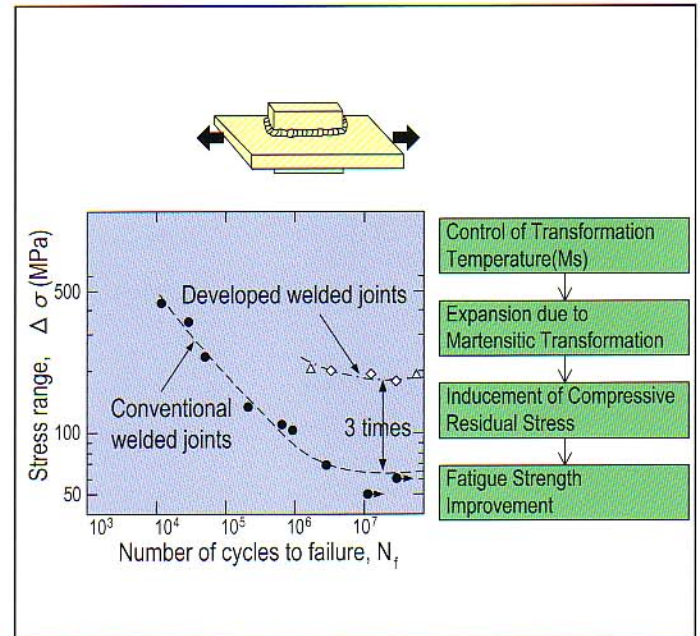 500
100
50
10³
10⁴
10⁵
10⁶
10⁷
Stress range, Δσ (MPa)
Number of cycles to failure, N_f
Developed welded joints
Conventional
welded joints
3 times
Control of Transformation
Temperature(Ms)
Expansion due to
Martensitic Transformation
Inducement of Compressive
Residual Stress
Fatigue Strength
Improvement